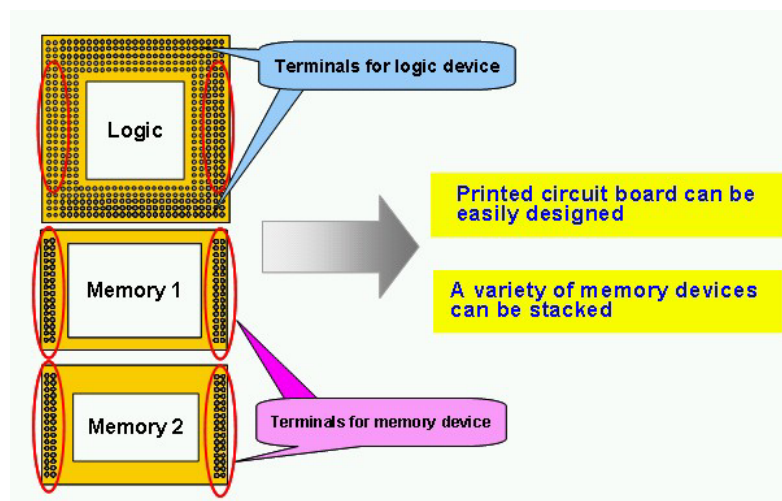 Terminals for logic device
Logic
Printed circuit board can be
easily designed
Memory 1
A variety of memory devices
can be stacked
Memory 2
Terminals for memory device